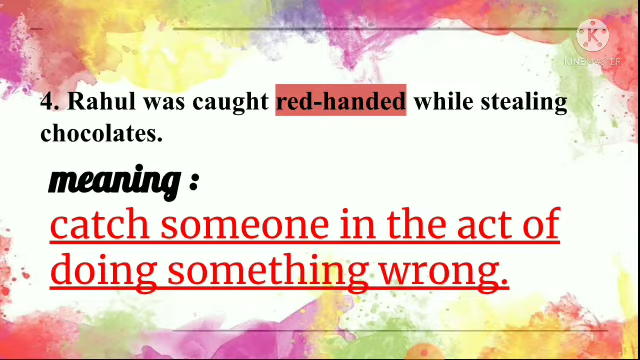 KINEMASTER
4. Rahul was caught red-handed while stealing
chocolates.
meaning :
catch someone in the act of
doing something wrong.